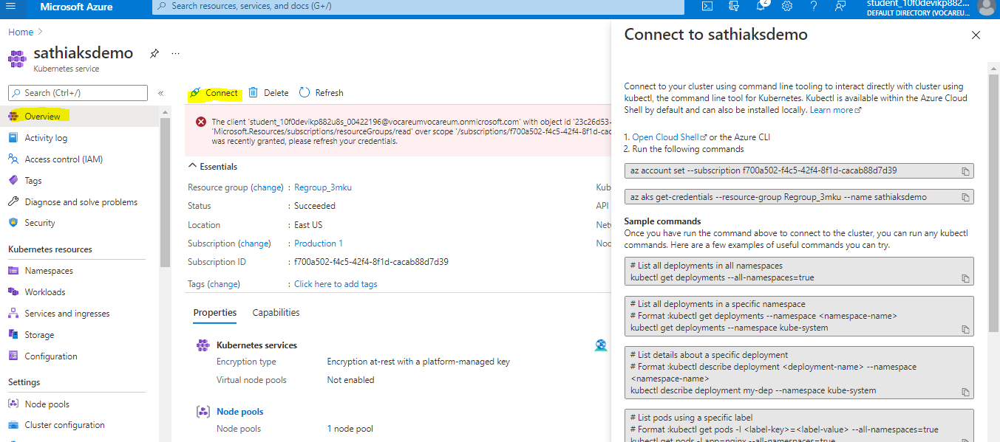 Microsoft Azure
Search resources, services, and docs (G+/)
2
student_10f0devikp882...
DEFAULT DIRECTORY (VOCAREU...
Home
sathiaksdemo
...
Kubernetes service
Search (Ctrl+/)
«
Overview
Activity log
Access control (IAM)
Tags
Diagnose and solve problems
Security
Kubernetes resources
Namespaces
Workloads
Services and ingresses
Storage
Configuration
Settings
Node pools
Cluster configuration
Connect
Delete
Refresh
The client 'student_10f0devikp882u8s_00422196@vocareumvocareum.onmicrosoft.com' with object id '23c26d53-
'Microsoft.Resources/subscriptions/resourceGroups/read' over scope '/subscriptions/f700a502-f4c5-42f4-8f1d-cac
was recently granted, please refresh your credentials.
Essentials
Resource group (change) : Regroup_3mku
Status : Succeeded
Location : East US
Subscription (change) : Production 1
Subscription ID : f700a502-f4c5-42f4-8f1d-cacab88d7d39
Tags (change) : Click here to add tags
Kub
API
Netv
Noc
Properties
Capabilities
Kubernetes services
Encryption type Encryption at-rest with a platform-managed key
Virtual node pools Not enabled
Node pools
Node pools 1 node pool
Connect to sathiaksdemo
Connect to your cluster using command line tooling to interact directly with cluster using
kubectl, the command line tool for Kubernetes. Kubectl is available within the Azure Cloud
Shell by default and can also be installed locally. Learn more
1. Open Cloud Shell or the Azure CLI
2. Run the following commands
az account set --subscription f700a502-f4c5-42f4-8f1d-cacab88d7d39
az aks get-credentials --resource-group Regroup_3mku --name sathiaksdemo
Sample commands
Once you have run the command above to connect to the cluster, you can run any kubectl
commands. Here are a few examples of useful commands you can try.
# List all deployments in all namespaces
kubectl get deployments --all-namespaces=true
# List all deployments in a specific namespace
# Format :kubectl get deployments --namespace <namespace-name>
kubectl get deployments --namespace kube-system
# List details about a specific deployment
# Format :kubectl describe deployment <deployment-name> --namespace
<namespace-name>
kubectl describe deployment my-dep --namespace kube-system
# List pods using a specific label
# Format :kubectl get pods -l <label-key>=<label-value> --all-namespaces=true
kubectl get pods -l app=nginx --all-namespaces=true